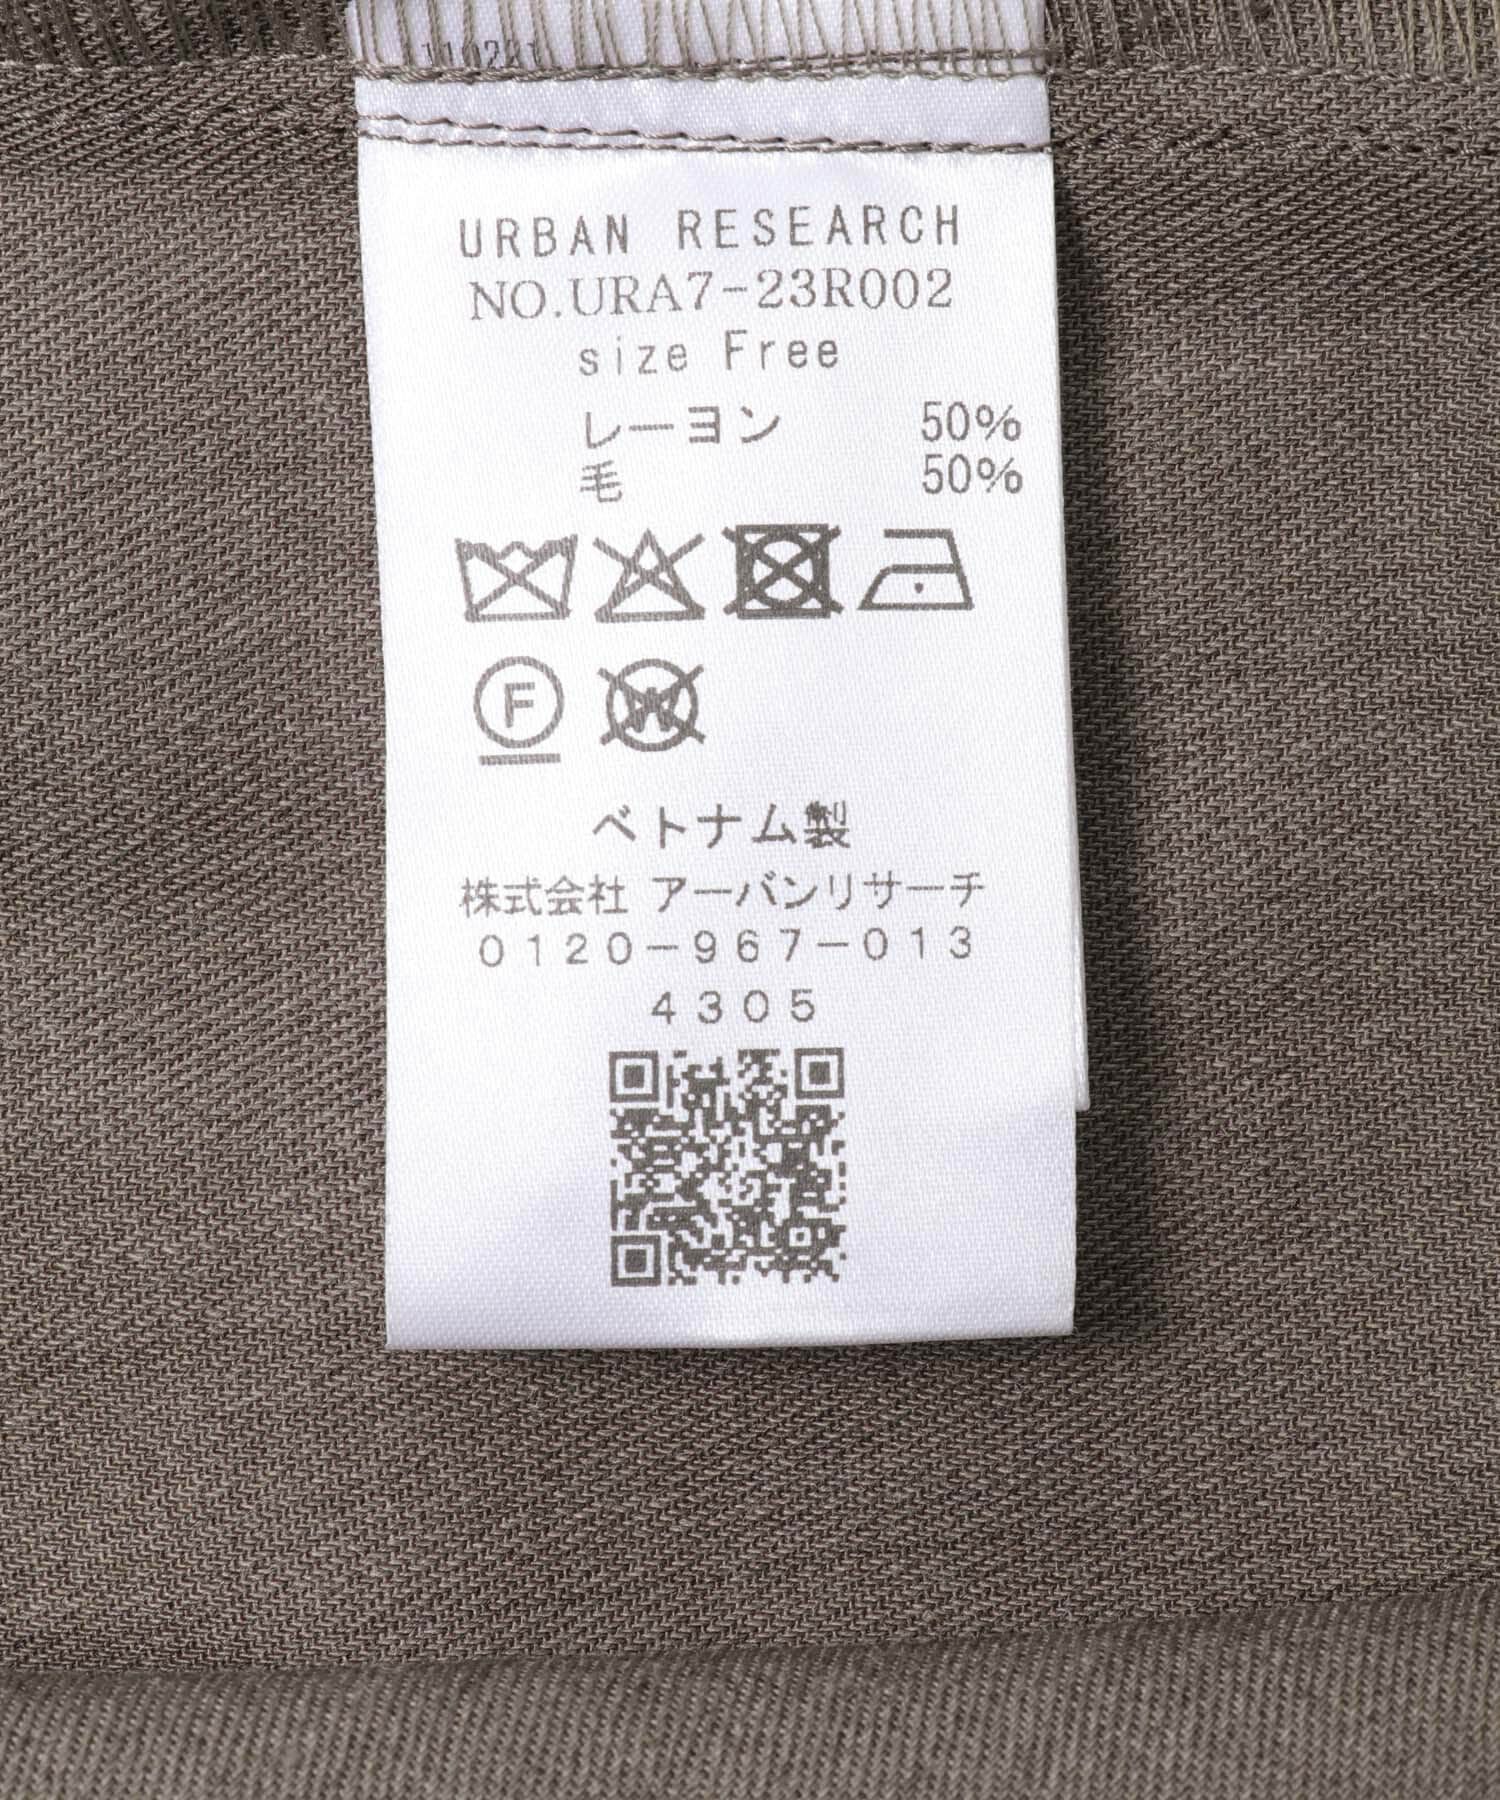 110221
URBAN RESEARCH
NO.URA7-23R002
size Free
レーヨン 50%
毛 50%
F
W
ベトナム製
株式会社 アーバンリサーチ
0120-967-013
4305